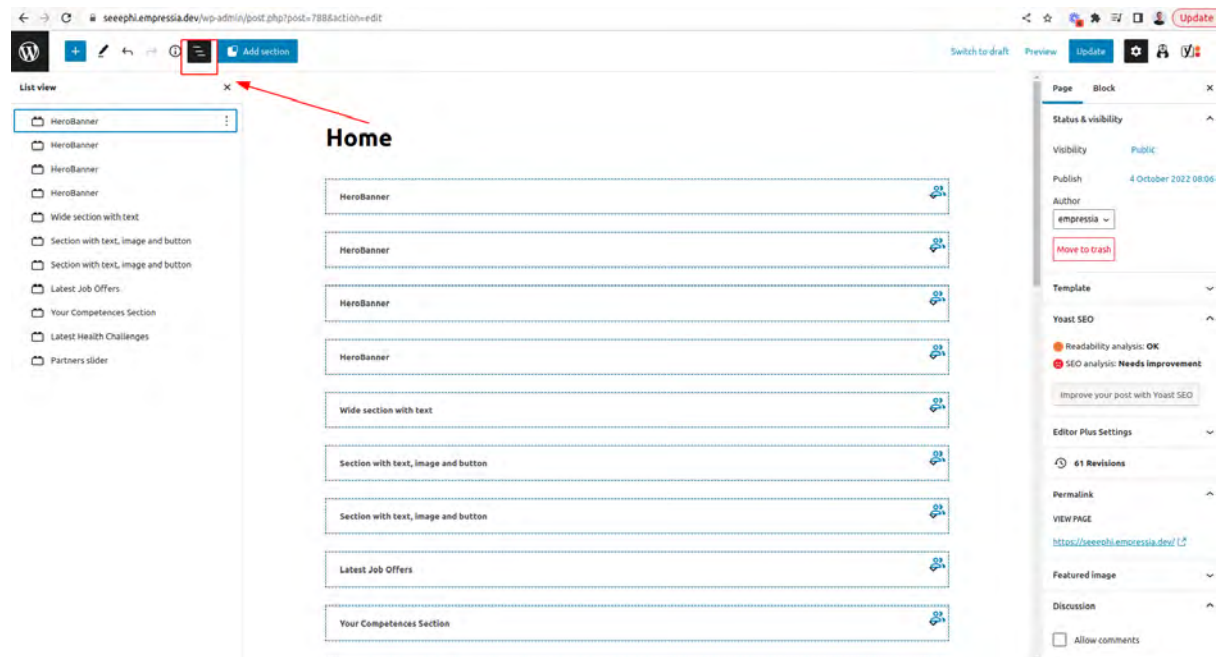 seeephi.empressia.dev/wp-admin/post.php?post=788&action=edit
Update
Add section
Switch to draft
Preview
Update
List view
HeroBanner
HeroBanner
HeroBanner
HeroBanner
Wide section with text
Section with text, image and button
Section with text, image and button
Latest Job Offers
Your Competences Section
Latest Health Challenges
Partners slider
Home
HeroBanner
HeroBanner
HeroBanner
HeroBanner
Wide section with text
Section with text, image and button
Section with text, image and button
Latest Job Offers
Your Competences Section
Page Block
Status & visibility
Visibility Public
Publish 4 October 2022 08:06
Author
empressia
Move to trash
Template
Yoast SEO
Readability analysis: OK
SEO analysis: Needs improvement
Improve your post with Yoast SEO
Editor Plus Settings
61 Revisions
Permalink
VIEW PAGE
https://seeephi.empressia.dev/
Featured image
Discussion
Allow comments